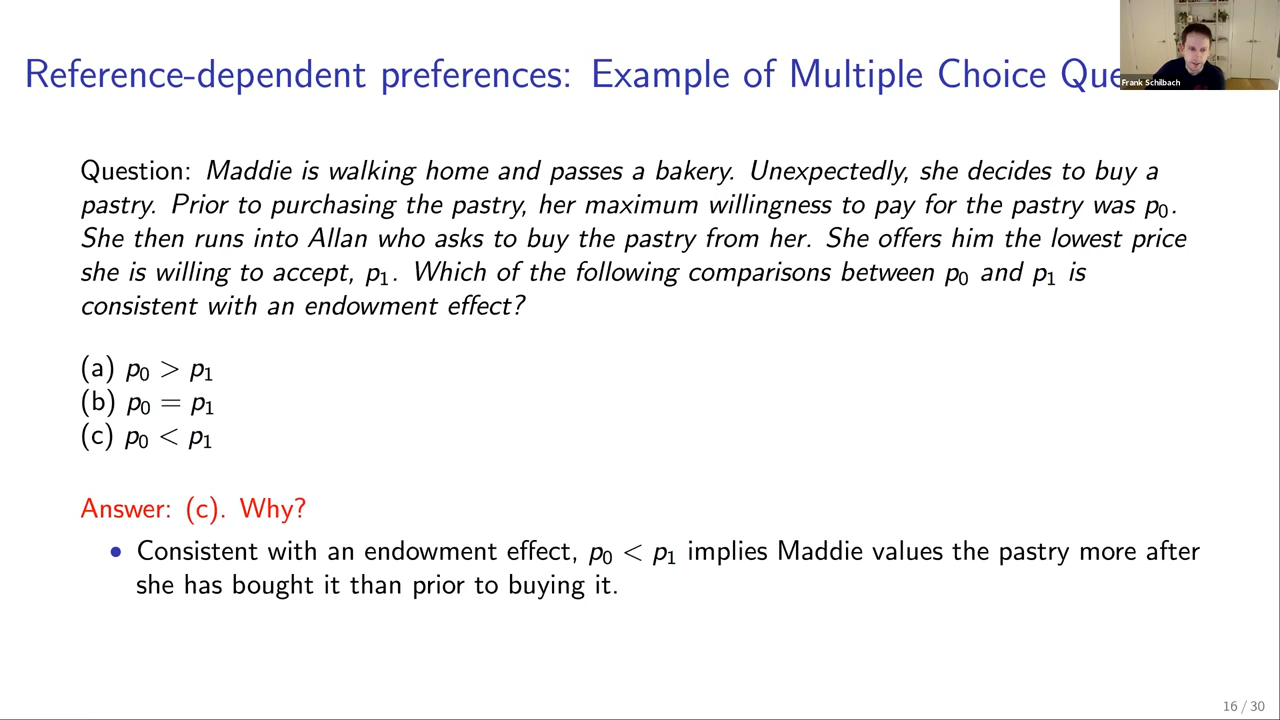 Reference-dependent preferences: Example of Multiple Choice Que
Frank Schilbach
Question: Maddie is walking home and passes a bakery. Unexpectedly, she decides to buy a
pastry. Prior to purchasing the pastry, her maximum willingness to pay for the pastry was p₀.
She then runs into Allan who asks to buy the pastry from her. She offers him the lowest price
she is willing to accept, p₁. Which of the following comparisons between p₀ and p₁ is
consistent with an endowment effect?
(a) p₀ > p₁
(b) p₀ = p₁
(c) p₀ < p₁
Answer: (c). Why?
• Consistent with an endowment effect, p₀ < p₁ implies Maddie values the pastry more after
she has bought it than prior to buying it.
16 / 30